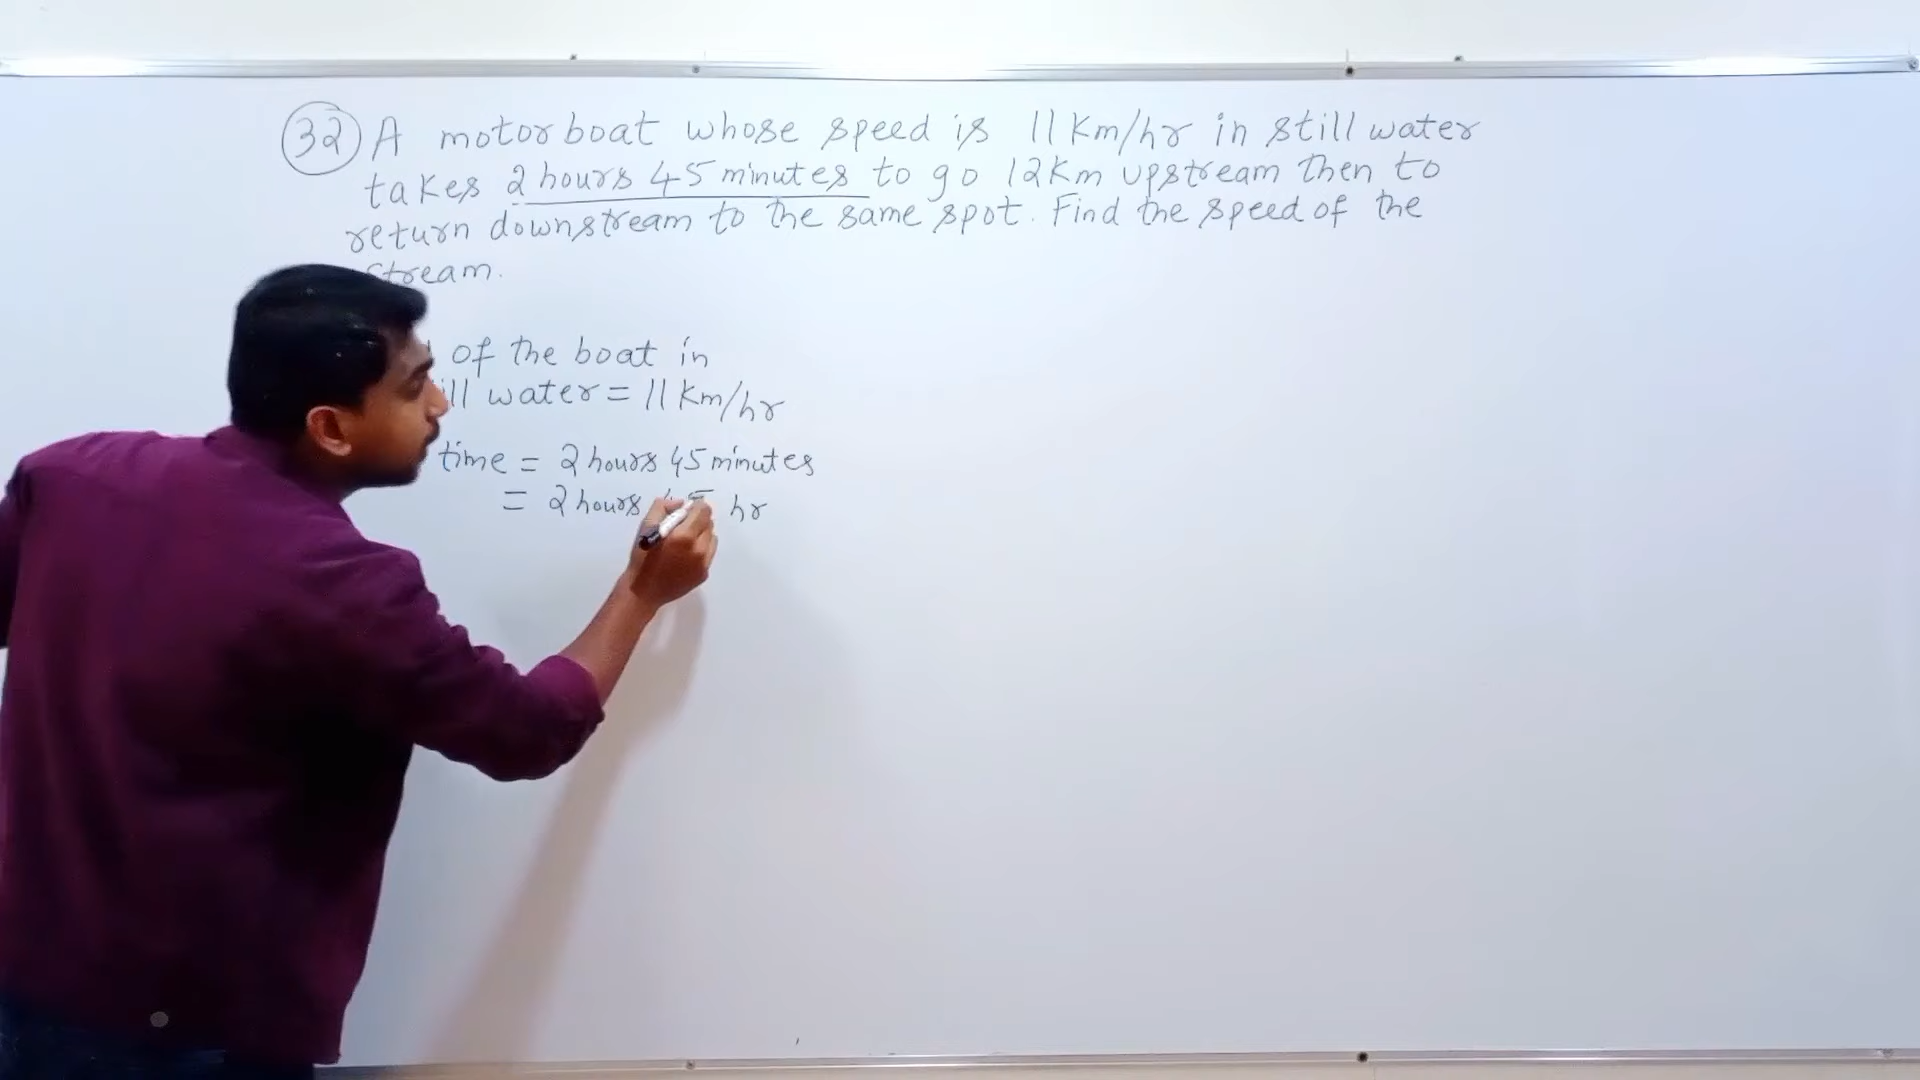 32 A motorboat whose speed is 11 Km/hr in still water
takes 2 hours 45 minutes to go 12 Km upstream then to
return downstream to the same spot. Find the speed of the
stream.
of the boat in
water = 11 Km/hr
time = 2 hours 45 minutes
= 2 hours hr